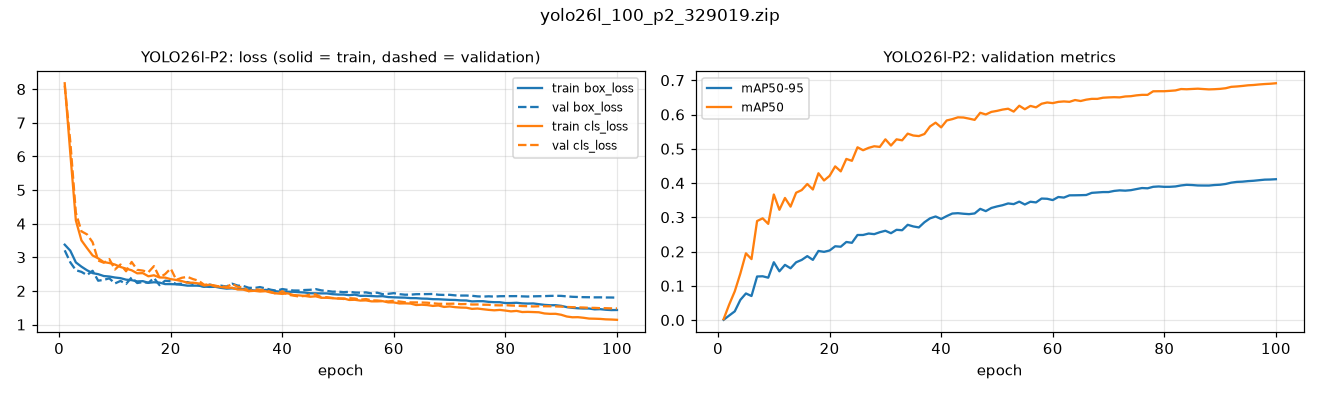 yolo26l_100_p2_329019.zip
YOLO26l-P2: loss (solid = train, dashed = validation)
train box_loss
val box_loss
train cls_loss
val cls_loss
8
7
6
5
4
3
2
1
0 20 40 60 80 100
epoch
YOLO26l-P2: validation metrics
mAP50-95
mAP50
0.7
0.6
0.5
0.4
0.3
0.2
0.1
0.0
0 20 40 60 80 100
epoch